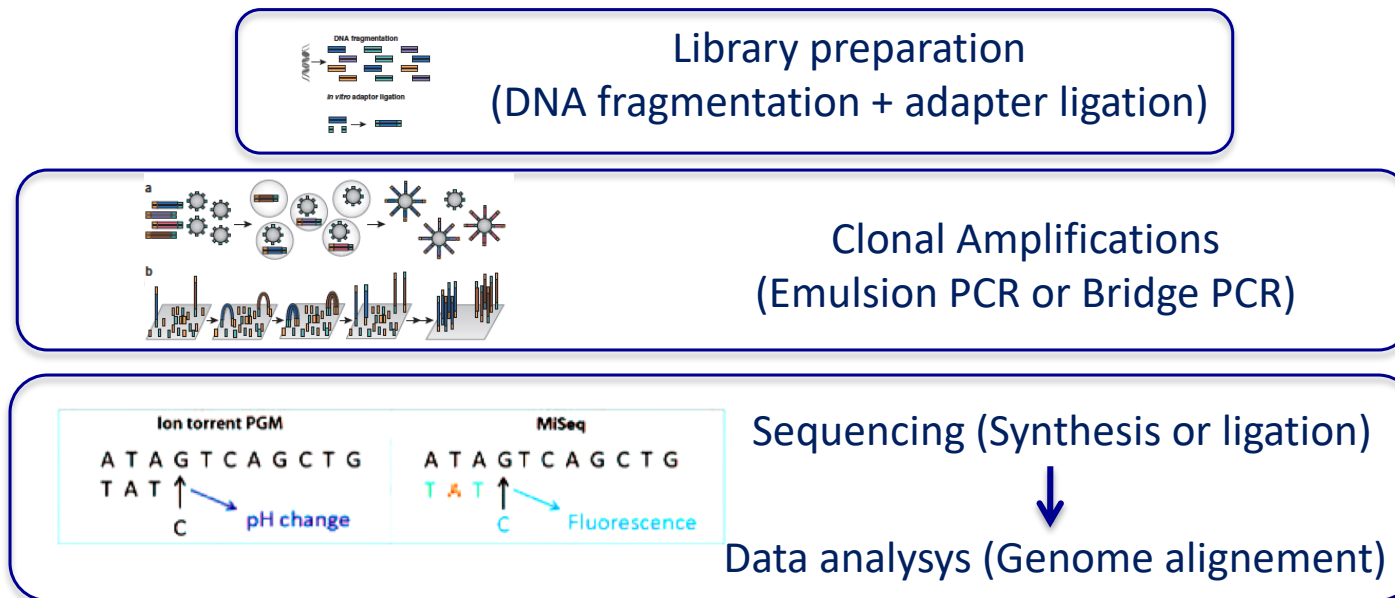 DNA fragmentation
In vitro adaptor ligation
Library preparation
(DNA fragmentation + adapter ligation)
a
b
Clonal Amplifications
(Emulsion PCR or Bridge PCR)
Ion torrent PGM
A T A G T C A G C T G
T A T
C
pH change
MiSeq
A T A G T C A G C T G
T A T
C
Fluorescence
Sequencing (Synthesis or ligation)
Data analysys (Genome alignement)